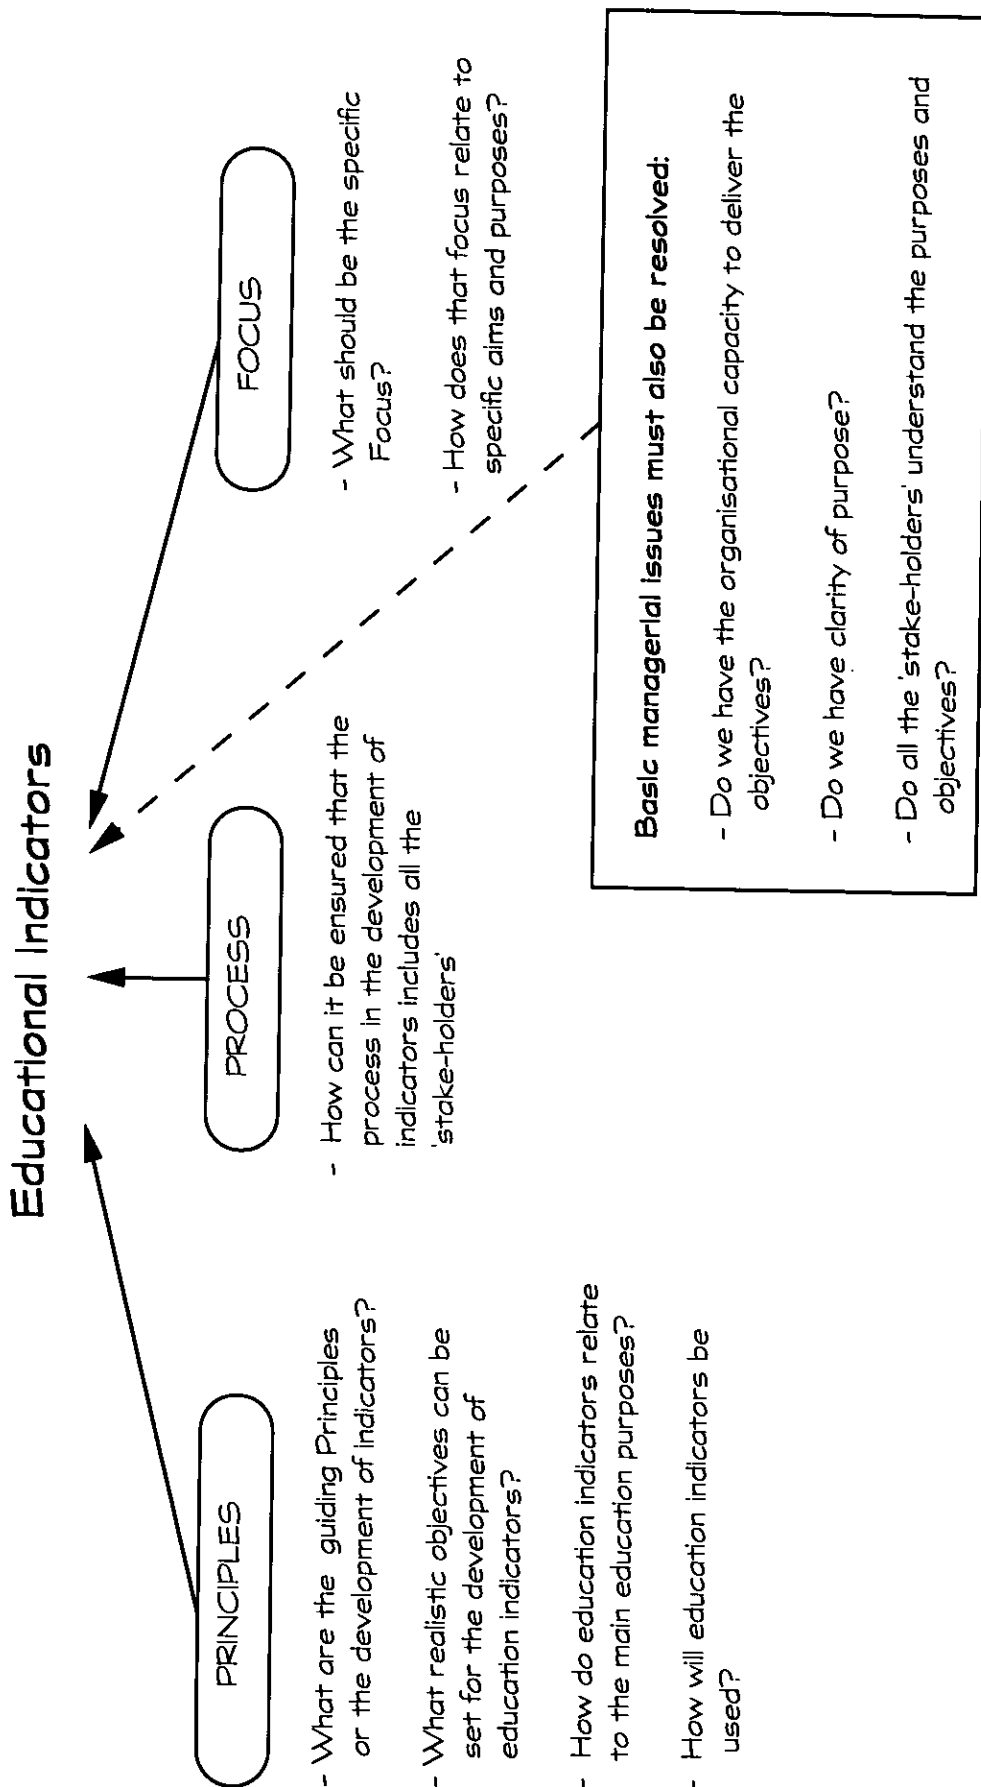 Educational Indicators
PRINCIPLES
- What are the guiding Principles
or the development of indicators?
- What realistic objectives can be
set for the development of
education indicators?
- How do education indicators relate
to the main education purposes?
- How will education indicators be
used?
PROCESS
- How can it be ensured that the
process in the development of
indicators includes all the
'stake-holders'
FOCUS
- What should be the specific
Focus?
- How does that focus relate to
specific aims and purposes?
Basic managerial issues must also be resolved:
- Do we have the organisational capacity to deliver the
objectives?
- Do we have clarity of purpose?
- Do all the 'stake-holders' understand the purposes and
objectives?